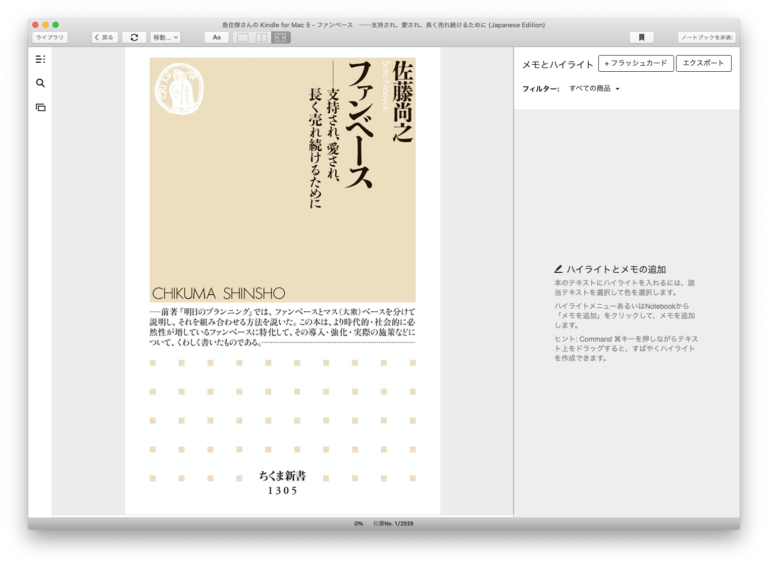 魚住惇さんの Kindle for Mac 5 – ファンベース ──支持され、愛され、長く売れ続けるために (Japanese Edition)
ライブラリ
戻る
移動...
Aa
ノートブックを非表示
メモとハイライト
+ フラッシュカード
エクスポート
フィルター:
すべての商品
佐藤尚之
Sato Naoyuki
ファンベース
──支持され、愛され、
長く売れ続けるために
CHIKUMA SHINSHO
……前著『明日のプランニング』では、ファンベースとマス（大衆）ベースを分けて
説明し、それを組み合わせる方法を説いた。この本は、より時代的・社会的に必
然性が増しているファンベースに特化して、その導入・強化・実際の施策などに
ついて、くわしく書いたものである。
ちくま新書
1305
ハイライトとメモの追加
本のテキストにハイライトを入れるには、該
当テキストを選択して色を選択します。
ハイライトメニューあるいはNotebookから
「メモを追加」をクリックして、メモを追加
します。
ヒント: Command ⌘キーを押しながらテキス
ト上をドラッグすると、すばやくハイライト
を作成できます。
0%
位置No. 1/2939